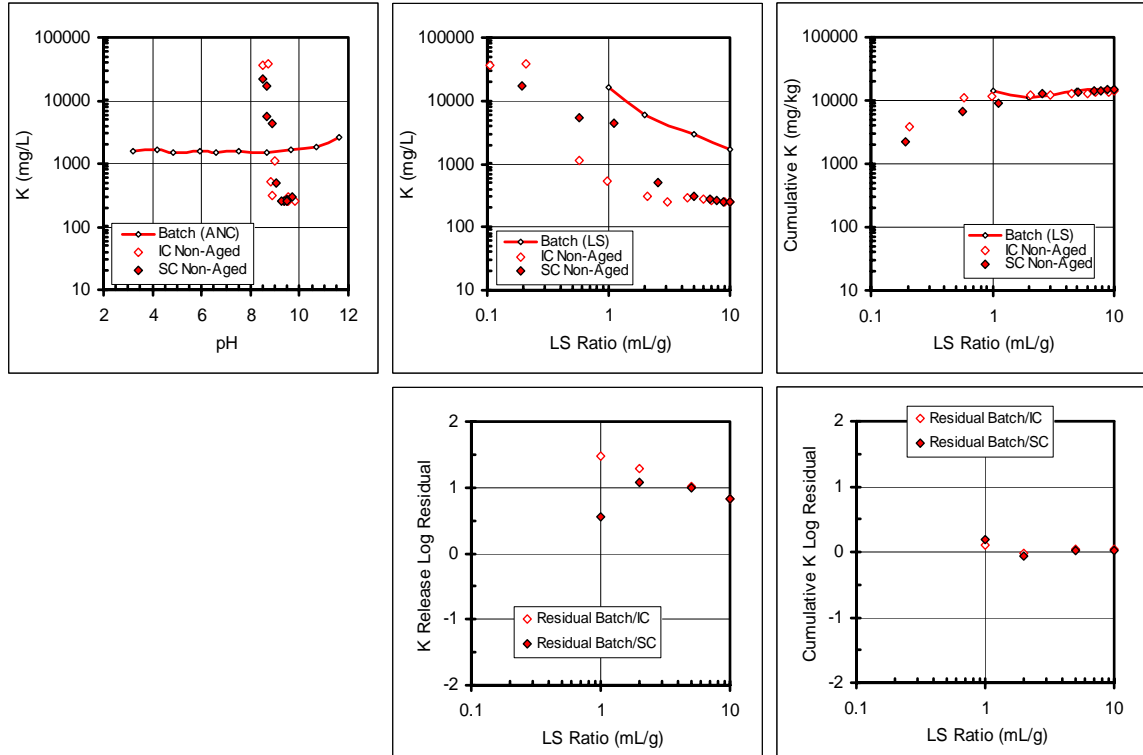 100000
10000
1000
100
10
K (mg/L)
Batch (ANC)
IC Non-Aged
SC Non-Aged
2
4
6
8
10
12
pH
100000
10000
1000
100
10
K (mg/L)
Batch (LS)
IC Non-Aged
SC Non-Aged
0.1
1
10
LS Ratio (mL/g)
100000
10000
1000
100
10
Cumulative K (mg/kg)
Batch (LS)
IC Non-Aged
SC Non-Aged
0.1
1
10
LS Ratio (mL/g)
2
1
0
-1
-2
K Release Log Residual
Residual Batch/IC
Residual Batch/SC
0.1
1
10
LS Ratio (mL/g)
2
1
0
-1
-2
Cumulative K Log Residual
Residual Batch/IC
Residual Batch/SC
0.1
1
10
LS Ratio (mL/g)